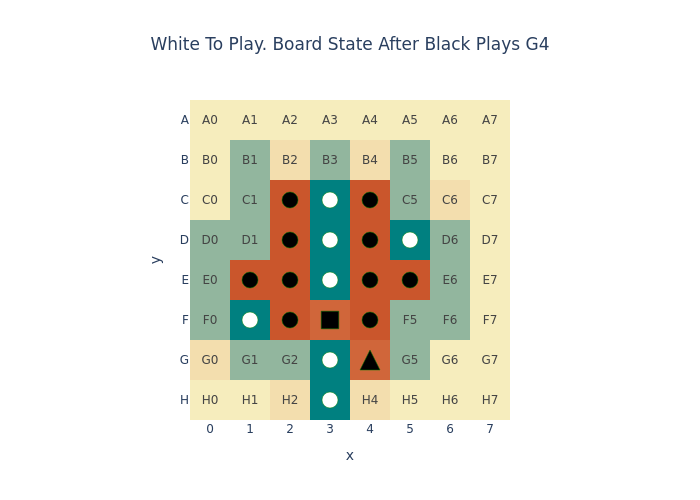 White To Play. Board State After Black Plays G4
A A0 A1 A2 A3 A4 A5 A6 A7
B B0 B1 B2 B3 B4 B5 B6 B7
C C0 C1 C5 C6 C7
D D0 D1 D6 D7
E E0 E6 E7
F F0 F5 F6 F7
G G0 G1 G2 G5 G6 G7
H H0 H1 H2 H4 H5 H6 H7
0 1 2 3 4 5 6 7
x
y